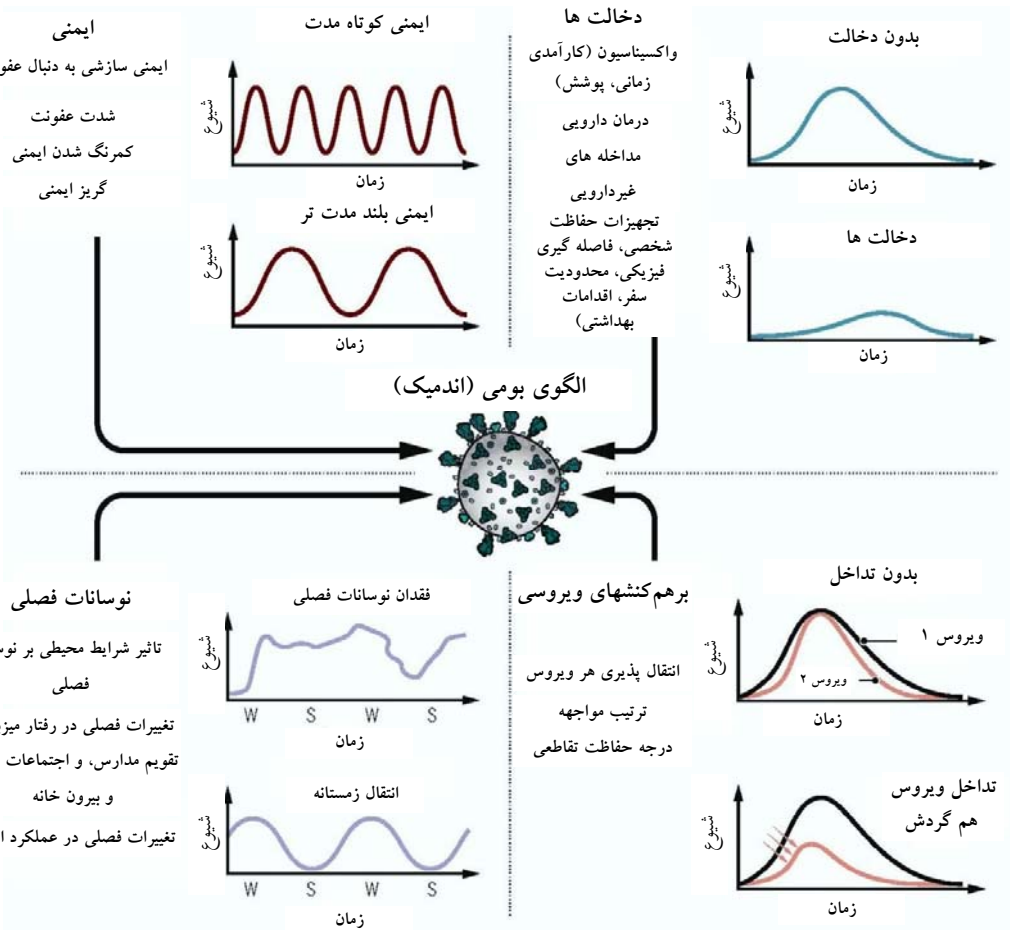 ایمنی
ایمنی سازشی به دنبال
شدت عفونت
کمرنگ شدن ایمنی
گریز ایمنی
ایمنی کوتاه مدت
شیوع
زمان
ایمنی بلند مدت تر
شیوع
زمان
دخالت ها
واکسیناسیون (کارآمدی
زمانی، پوشش)
درمان دارویی
مداخله های
غیردارویی
تجهیزات حفاظت
شخصی، فاصله گیری
فیزیکی، محدودیت
سفر، اقدامات
بهداشتی)
بدون دخالت
شیوع
زمان
دخالت ها
شیوع
زمان
الگوی بومی (اندمیک)
نوسانات فصلی
تاثیر شرایط محیطی بر
فصلی
تغییرات فصلی در رفتار
تقویم مدارس، و اجتماعات
و بیرون خانه
تغییرات فصلی در عملکرد
فقدان نوسانات فصلی
شیوع
W S W S
زمان
انتقال زمستانه
شیوع
W S W S
زمان
برهم‌کنشهای ویروسی
انتقال پذیری هر ویروس
ترتیب مواجهه
درجه حفاظت تقاطعی
بدون تداخل
شیوع
ویروس ۱
ویروس ۲
زمان
تداخل ویروس
هم گردش
شیوع
زمان